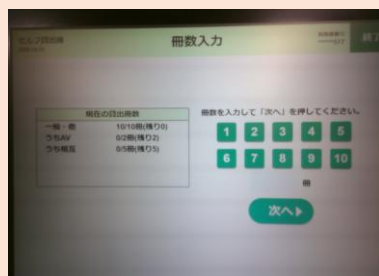 セルフ貸出機
冊数入力
終了
現在の貸出冊数
冊数を入力して「次へ」を押してください。
一般・他 10/10冊(残り0)
うちAV 0/2冊(残り2)
うち相互 0/5冊(残り5)
1 2 3 4 5
6 7 8 9 10
冊
次へ